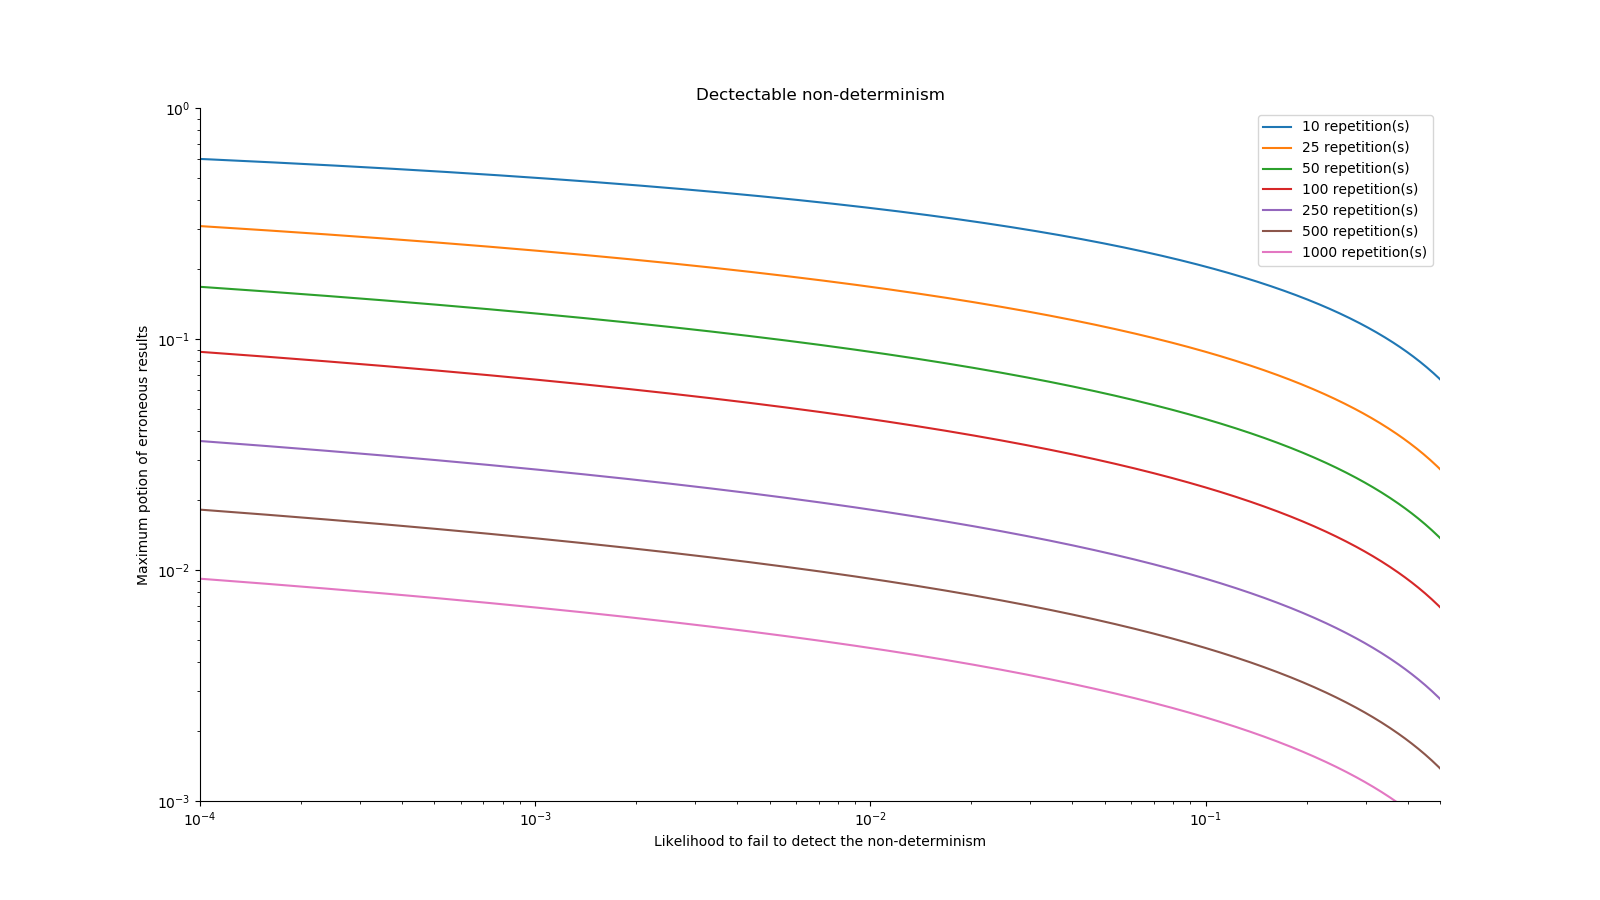 Dectectable non-determinism
10⁰
10⁻¹
10⁻²
10⁻³
Maximum potion of erroneous results
10 repetition(s)
25 repetition(s)
50 repetition(s)
100 repetition(s)
250 repetition(s)
500 repetition(s)
1000 repetition(s)
10⁻⁴ 10⁻³ 10⁻² 10⁻¹
Likelihood to fail to detect the non-determinism